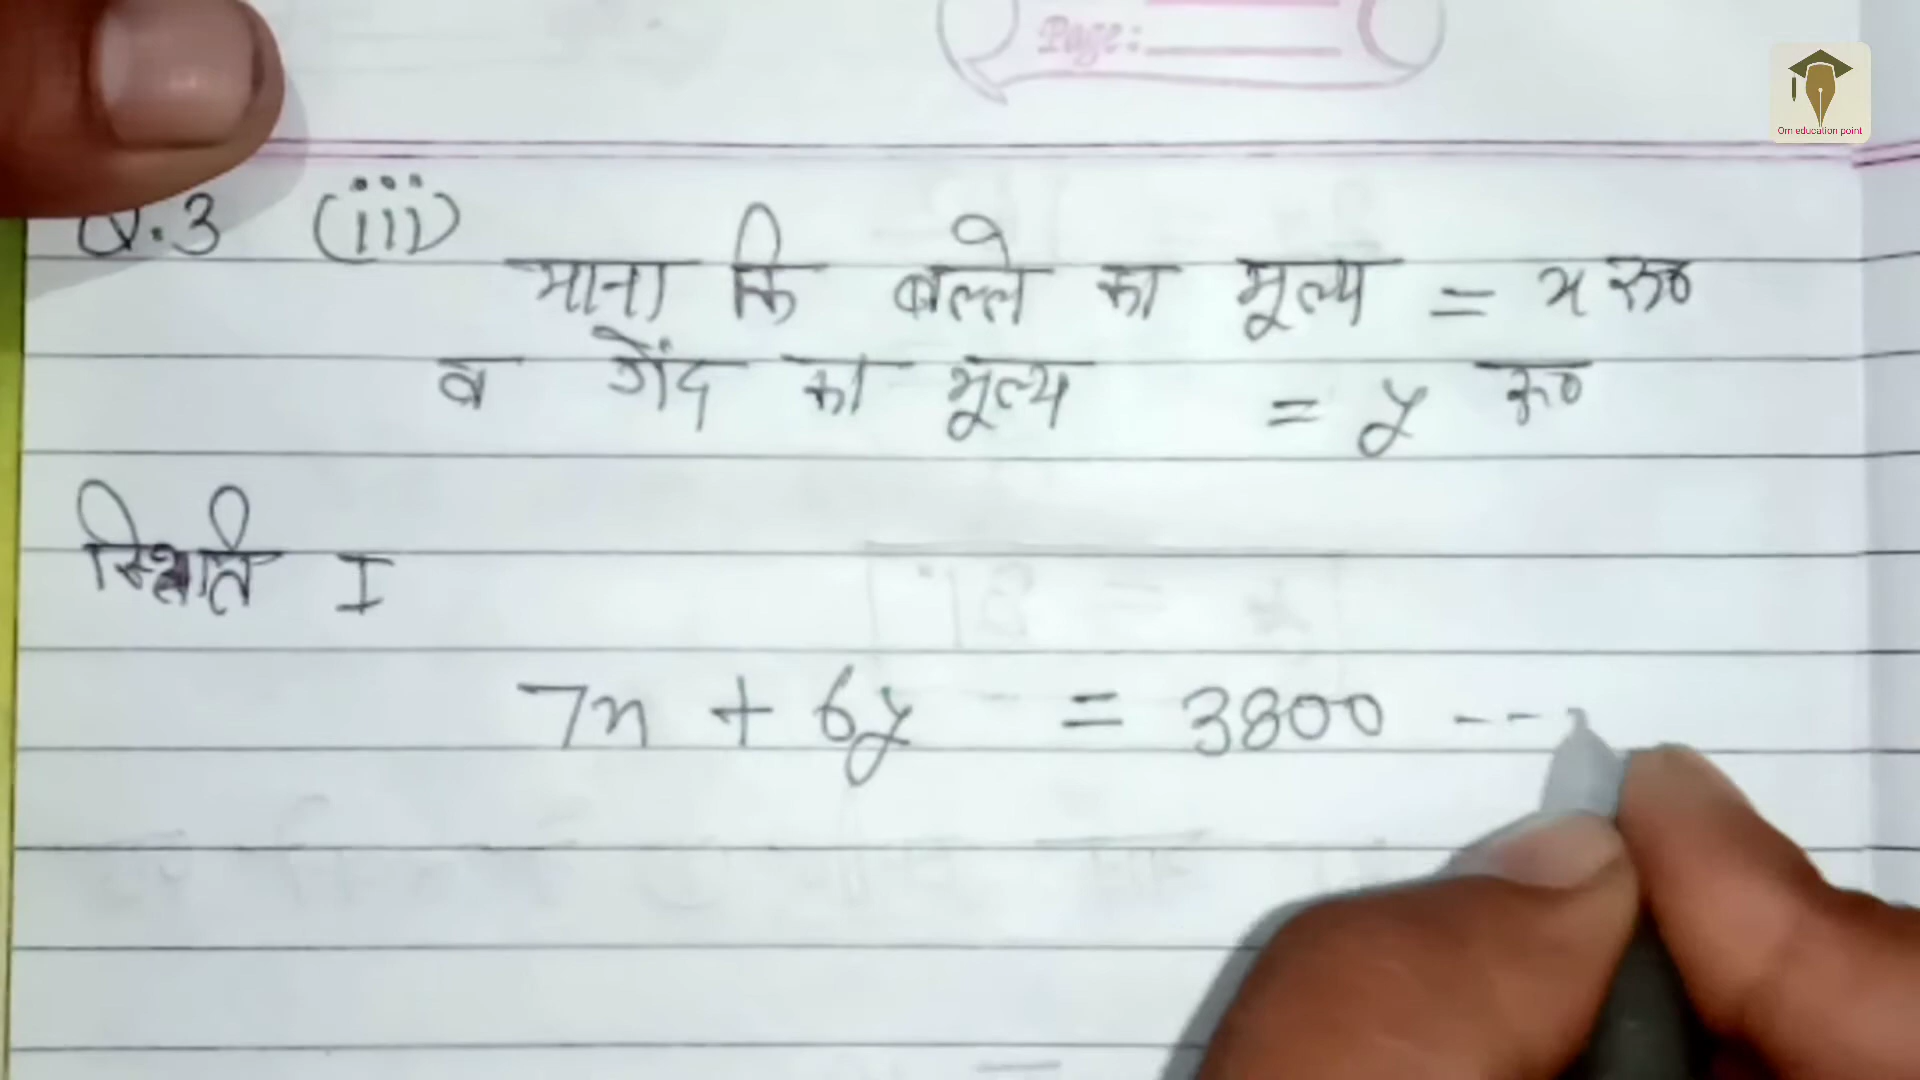 Page:
Om education point
Q.3 (iii)
माना कि बल्ले का मूल्य = x रु०
व गेंद का मूल्य = y रु०
स्थिति I
7x + 6y = 3800 ---